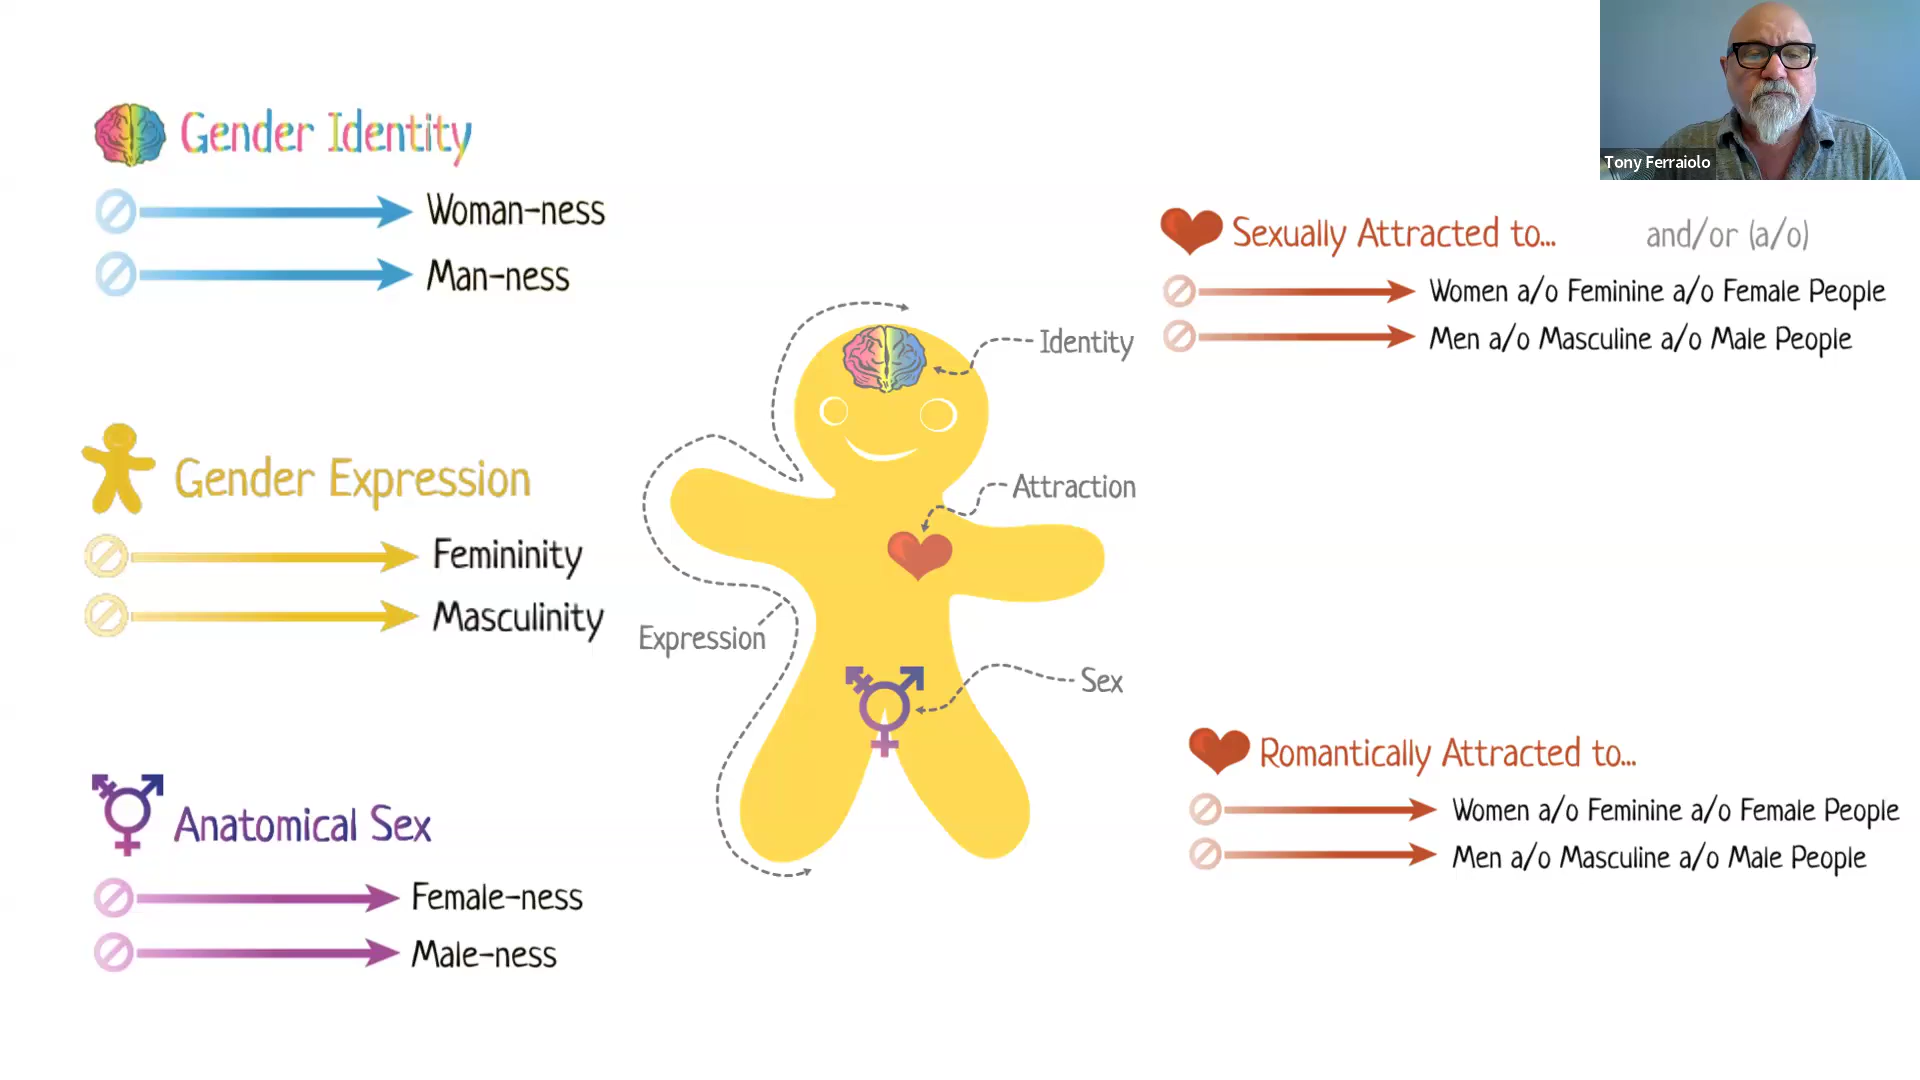 Gender Identity
Woman-ness
Man-ness
Gender Expression
Femininity
Masculinity
Anatomical Sex
Female-ness
Male-ness
Identity
Attraction
Expression
Sex
Tony Ferraiolo
Sexually Attracted to... and/or (a/o)
Women a/o Feminine a/o Female People
Men a/o Masculine a/o Male People
Romantically Attracted to...
Women a/o Feminine a/o Female People
Men a/o Masculine a/o Male People